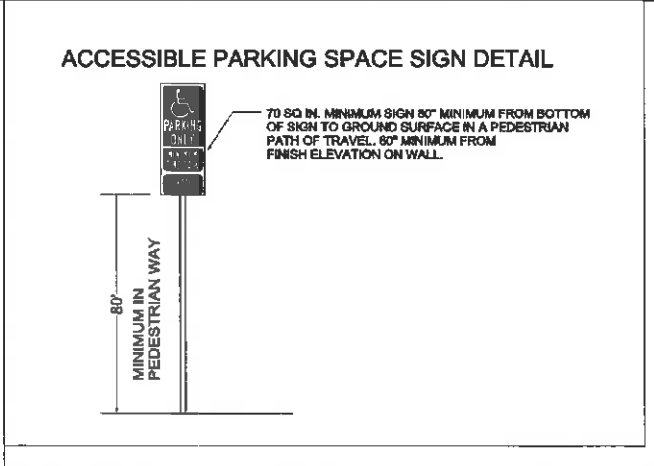 ACCESSIBLE PARKING SPACE SIGN DETAIL
PARKING
ONLY
MINIMUM
70 SQ IN. MINIMUM SIGN 80" MINIMUM FROM BOTTOM
OF SIGN TO GROUND SURFACE IN A PEDESTRIAN
PATH OF TRAVEL. 60" MINIMUM FROM
FINISH ELEVATION ON WALL.
80"
MINIMUM IN
PEDESTRIAN WAY